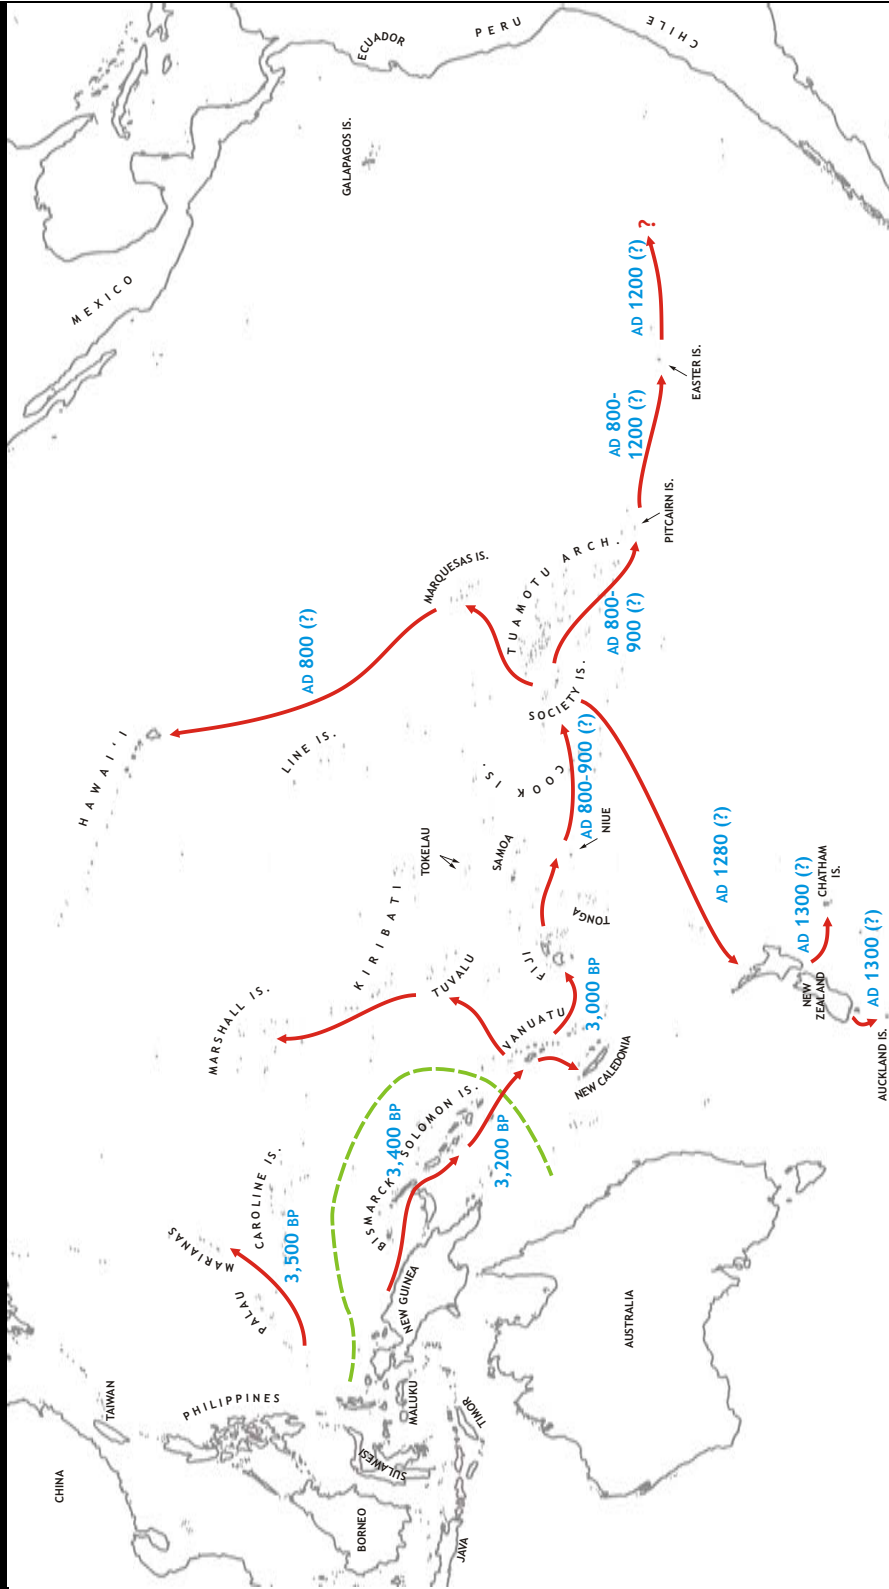 CHINA
TAIWAN
PHILIPPINES
BORNEO
SULAWESI
JAVA
MALUKU
TIMOR
PALAU
MARIANAS
CAROLINE IS.
3,500 BP
NEW GUINEA
BISMARCK
3,400 BP
SOLOMON IS.
3,200 BP
AUSTRALIA
MARSHALL IS.
KIRIBATI
TUVALU
VANUATU
NEW CALEDONIA
3,000 BP
FIJI
TONGA
TOKELAU
SAMOA
NIUE
HAWAI'I
LINE IS.
COOK IS.
AD 800-900 (?)
SOCIETY IS.
AD 800 (?)
MARQUESAS IS.
TUAMOTU ARCH.
AD 800-
900 (?)
PITCAIRN IS.
AD 800-
1200 (?)
EASTER IS.
AD 1200 (?)
?
AD 1280 (?)
NEW
ZEALAND
AD 1300 (?)
CHATHAM
IS.
AD 1300 (?)
AUCKLAND IS.
MEXICO
GALAPAGOS IS.
ECUADOR
PERU
CHILE